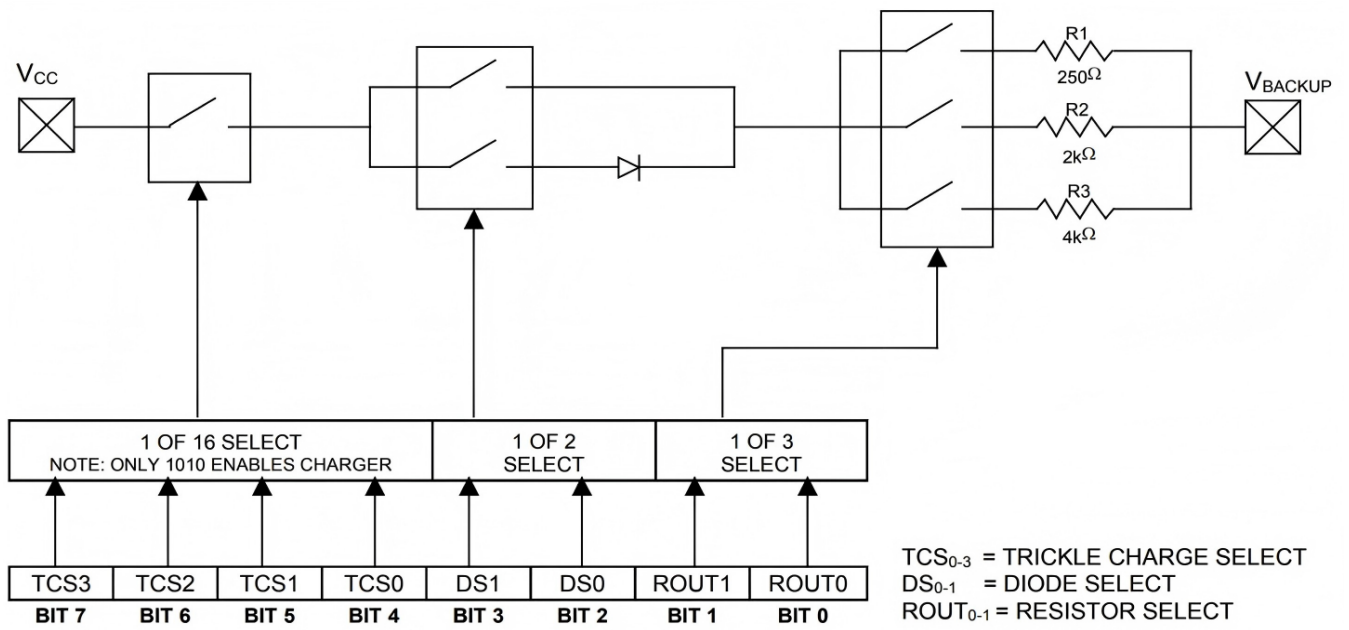 V_CC
R1
250Ω
R2
2kΩ
R3
4kΩ
V_BACKUP
1 OF 16 SELECT
NOTE: ONLY 1010 ENABLES CHARGER
1 OF 2
SELECT
1 OF 3
SELECT
TCS3 TCS2 TCS1 TCS0 DS1 DS0 ROUT1 ROUT0
BIT 7 BIT 6 BIT 5 BIT 4 BIT 3 BIT 2 BIT 1 BIT 0
TCS0-3 = TRICKLE CHARGE SELECT
DS0-1 = DIODE SELECT
ROUT0-1 = RESISTOR SELECT